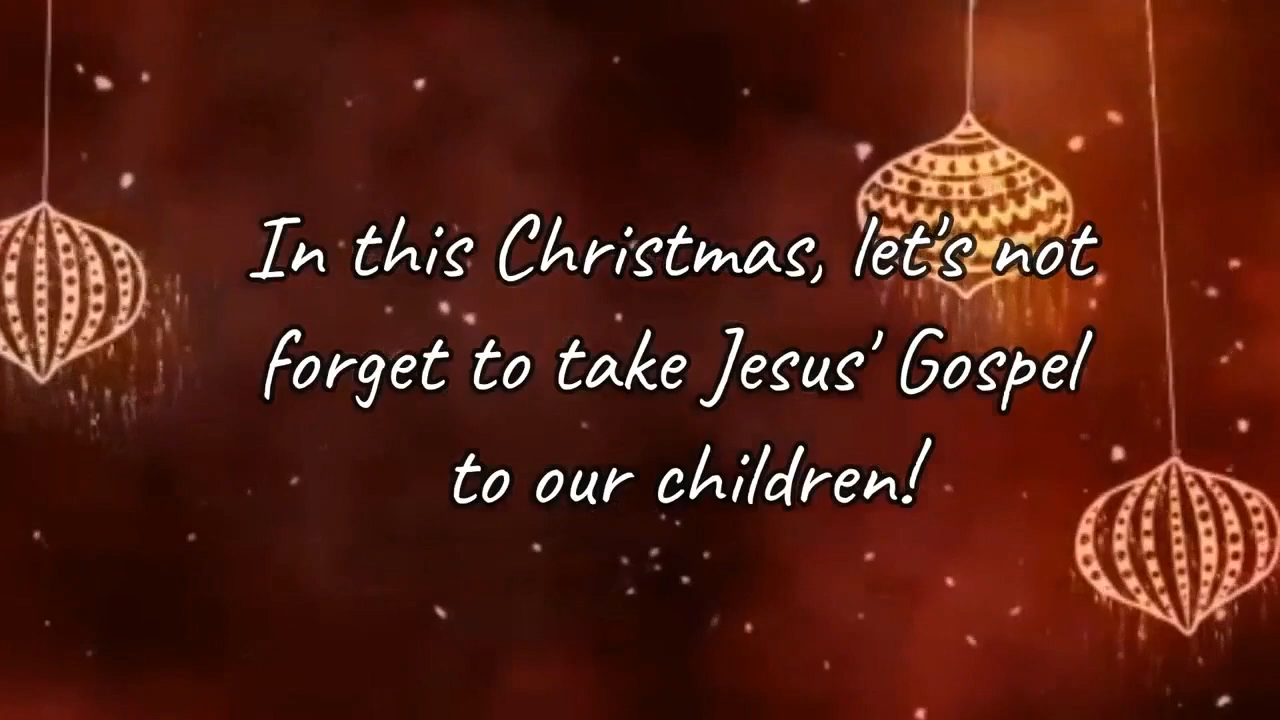 In this Christmas, let's not
forget to take Jesus' Gospel
to our children!